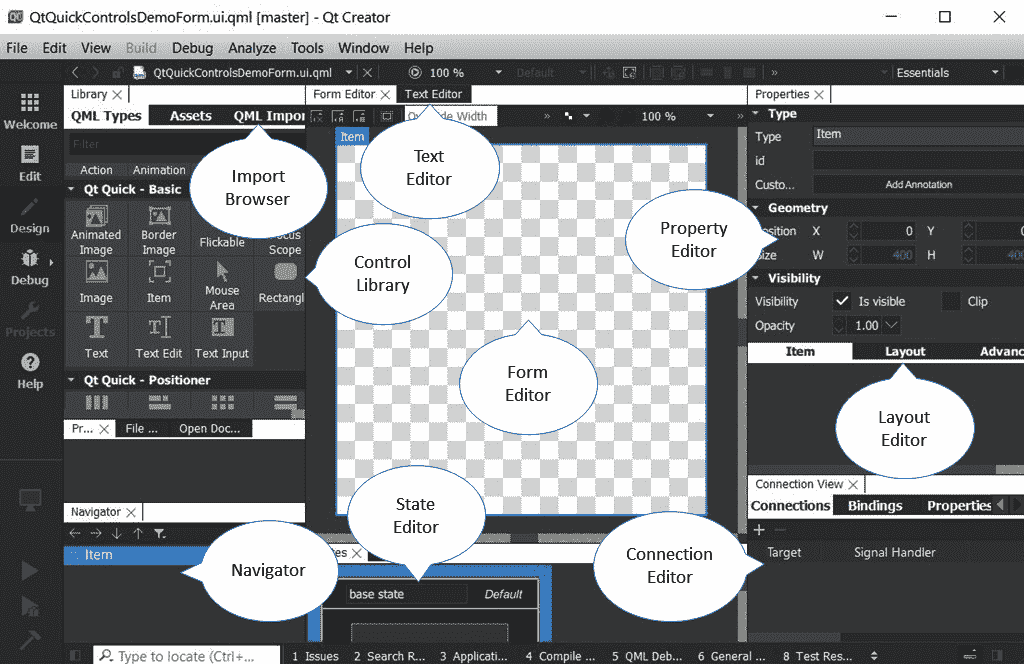 QtQuickControlsDemoForm.ui.qml [master] - Qt Creator
File Edit View Build Debug Analyze Tools Window Help
QtQuickControlsDemoForm.ui.qml 100 % Default » Essentials
Library Form Editor Text Editor Properties
QML Types Assets QML Impor
Width » 100 % »
Welcome
Edit
Design
Debug
Projects
Help
Filter
Action Animation
Qt Quick - Basic
Animated Image
Border Image
Flickable
Scope
Image
Item
Mouse Area
Rectangl
Text
Text Edit
Text Input
Qt Quick - Positioner
Pr... File ... Open Doc...
Navigator
Item
Import
Browser
Text
Editor
Control
Library
Form
Editor
State
Editor
Navigator
Property
Editor
Layout
Editor
Connection
Editor
Item
base state Default
Type
Type Item
id
Custo... Add Annotation
Geometry
X 0 Y 0
W 400 H 400
Visibility
Visibility Is visible Clip
Opacity 1.00
Item Layout Advanc
Connection View
Connections Bindings Properties
+ −
Target Signal Handler
Type to locate (Ctrl+... 1 Issues 2 Search R... 3 Applicati... 4 Compile ... 5 QML Deb... 6 General ... 8 Test Res...